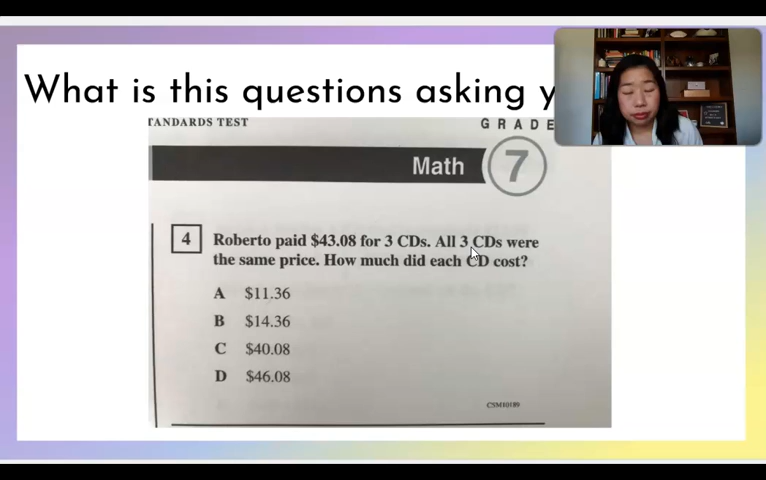 What is this questions asking y
TANDARDS TEST
GRADE
Math 7
4 Roberto paid $43.08 for 3 CDs. All 3 CDs were
the same price. How much did each CD cost?
A $11.36
B $14.36
C $40.08
D $46.08
CSM10189